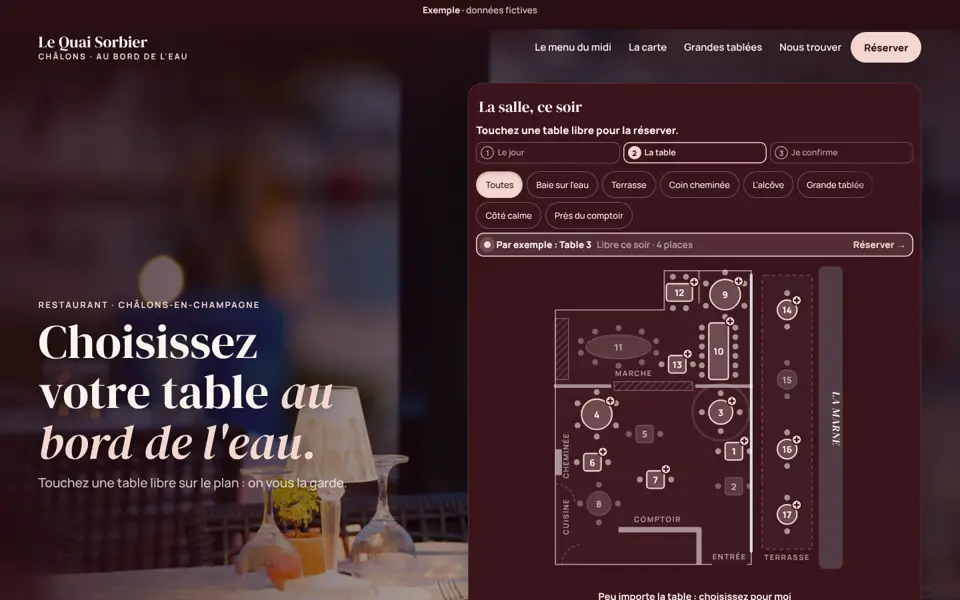 Exemple · données fictives
Le Quai Sorbier
CHÂLONS · AU BORD DE L'EAU
Le menu du midi
La carte
Grandes tablées
Nous trouver
Réserver
RESTAURANT · CHÂLONS-EN-CHAMPAGNE
Choisissez
votre table au
bord de l'eau.
Touchez une table libre sur le plan : on vous la garde.
La salle, ce soir
Touchez une table libre pour la réserver.
1 Le jour
2 La table
3 Je confirme
Toutes
Baie sur l'eau
Terrasse
Coin cheminée
L'alcôve
Grande tablée
Côté calme
Près du comptoir
Par exemple : Table 3 Libre ce soir · 4 places
Réserver →
12
9
14
11
10
13
MARCHE
15
4
3
5
LA MARNE
CHEMINÉE
1
16
6
7
2
8
17
CUISINE
COMPTOIR
ENTRÉE
TERRASSE
Peu importe la table : choisissez pour moi